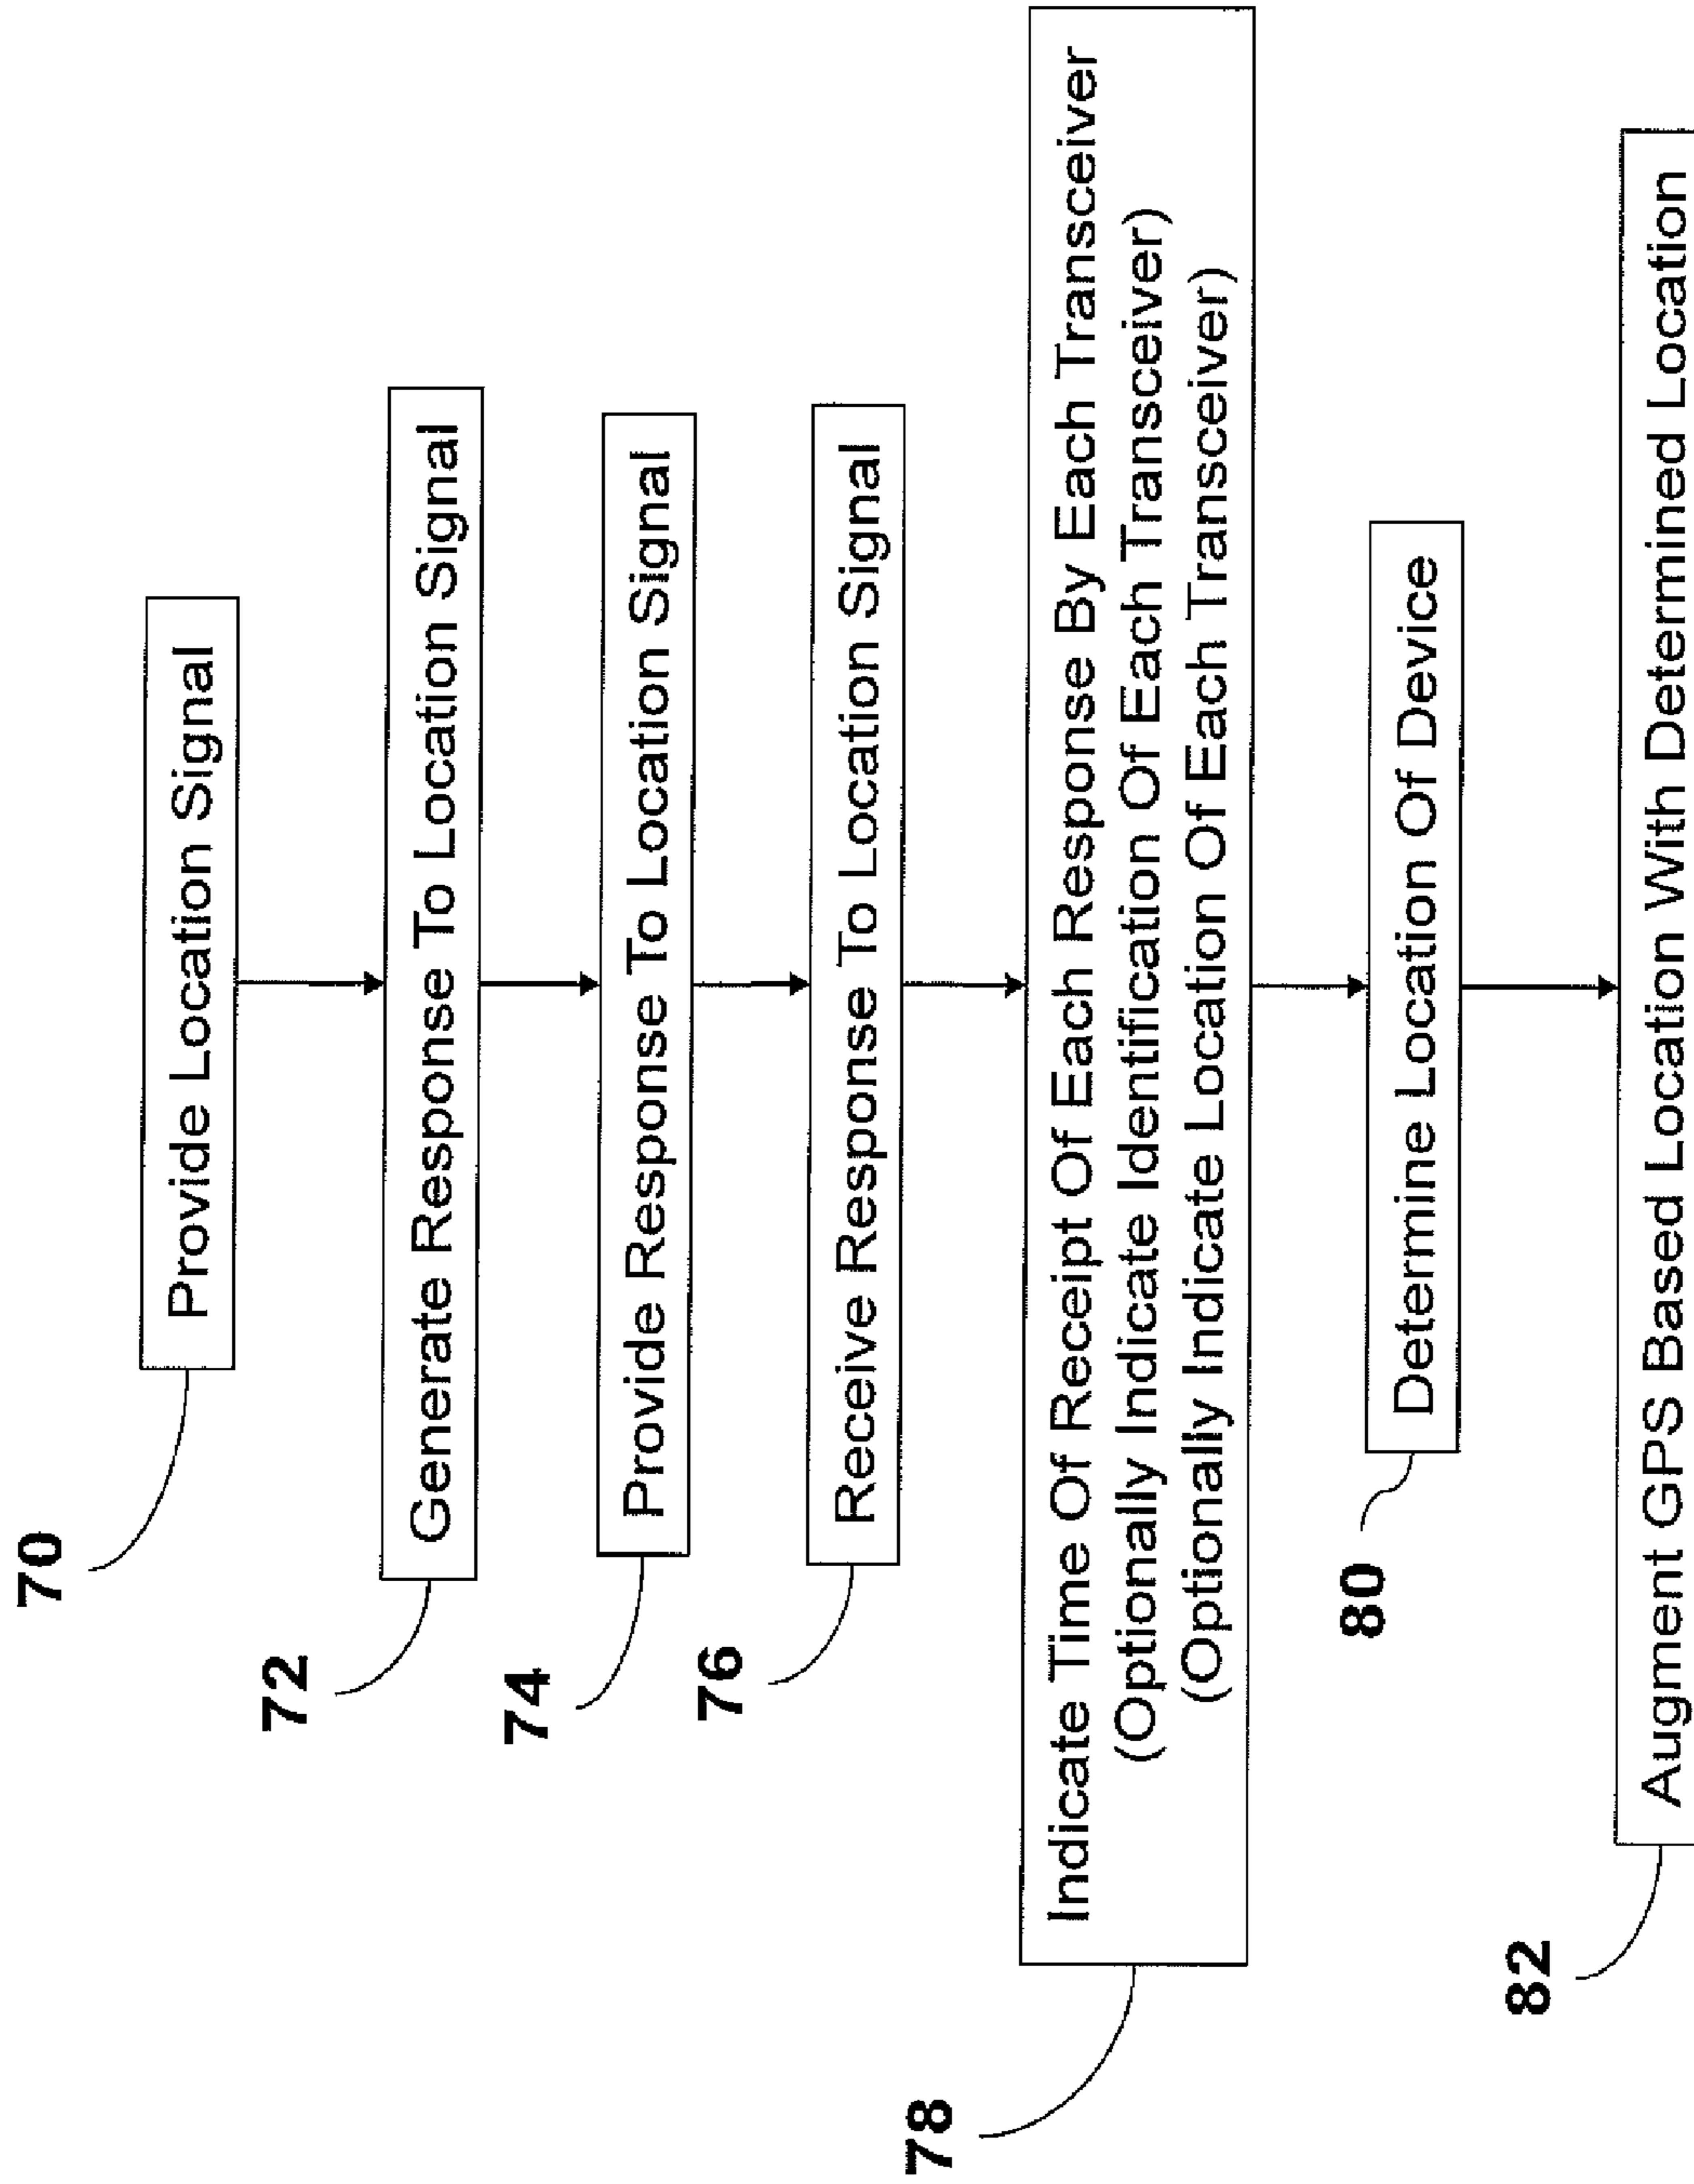 70
Provide Location Signal
72
Generate Response To Location Signal
74
Provide Response To Location Signal
76
Receive Response To Location Signal
78
Indicate Time Of Receipt Of Each Response By Each Transceiver
(Optionally Indicate Identification Of Each Transceiver)
(Optionally Indicate Location Of Each Transceiver)
80
Determine Location Of Device
82
Augment GPS Based Location With Determined Location